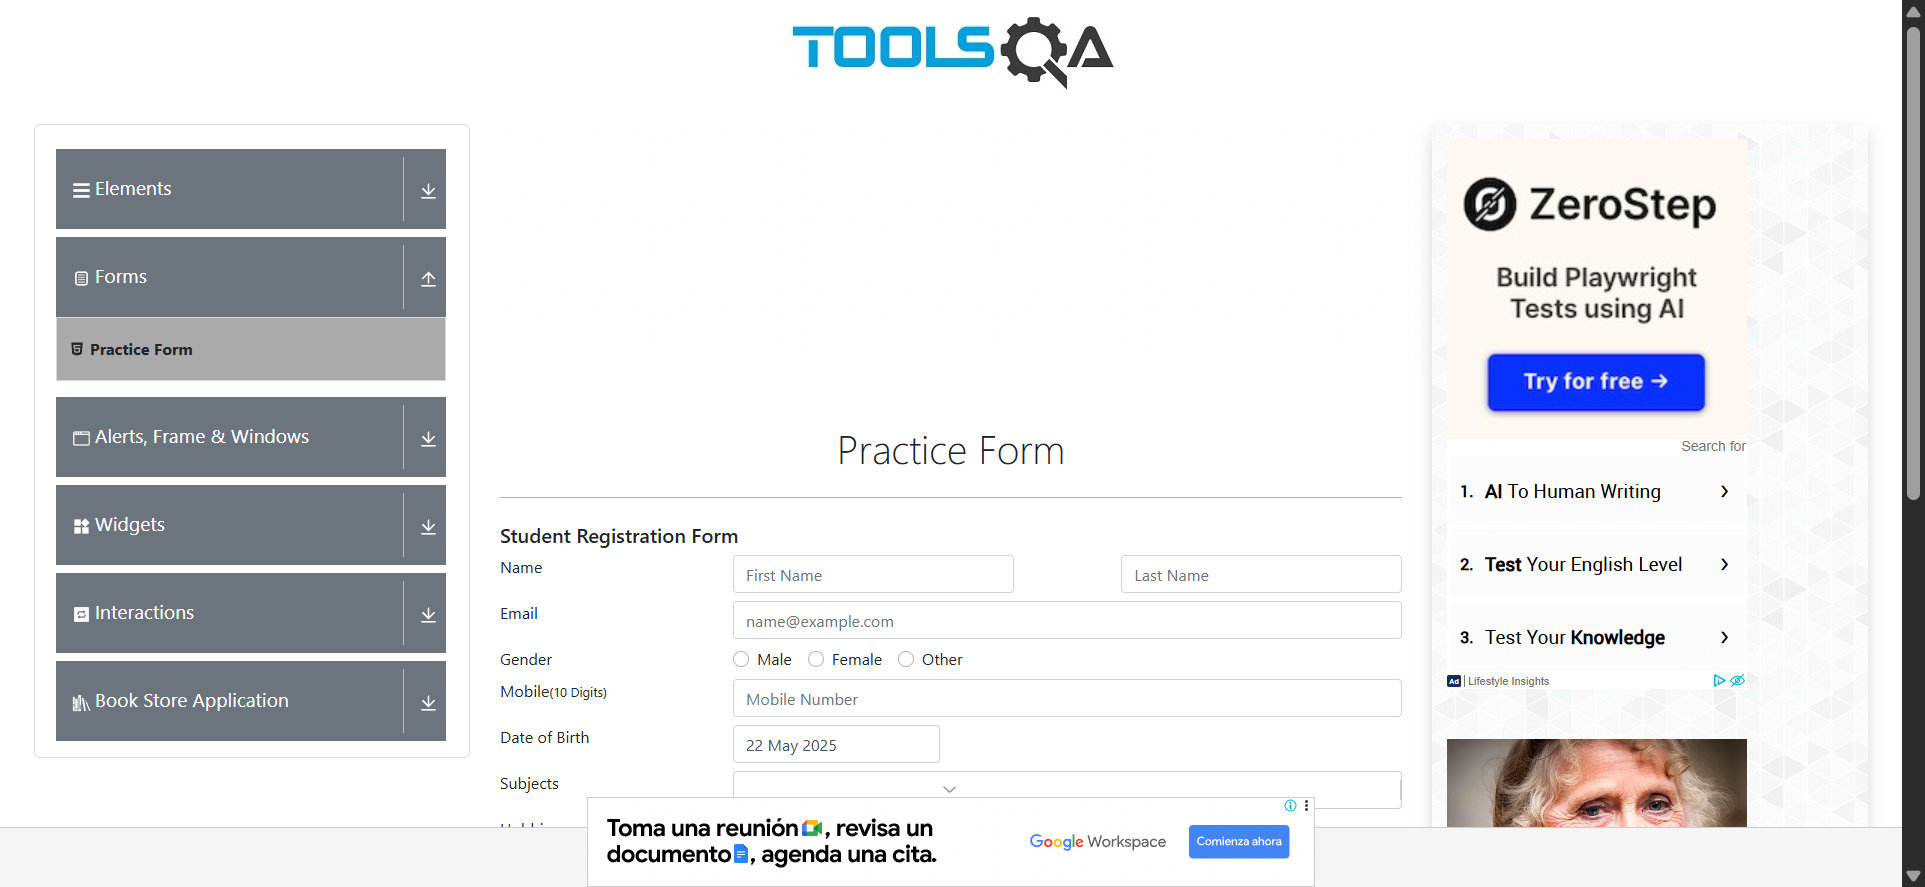 TOOLSQA
Elements
Forms
Practice Form
Alerts, Frame & Windows
Widgets
Interactions
Book Store Application
Practice Form
Student Registration Form
Name
First Name
Last Name
Email
name@example.com
Gender
Male
Female
Other
Mobile(10 Digits)
Mobile Number
Date of Birth
22 May 2025
Subjects
ZeroStep
Build Playwright
Tests using AI
Try for free →
Search for
1. AI To Human Writing
2. Test Your English Level
3. Test Your Knowledge
Ad | Lifestyle Insights
Toma una reunión, revisa un
documento, agenda una cita.
Google Workspace
Comienza ahora